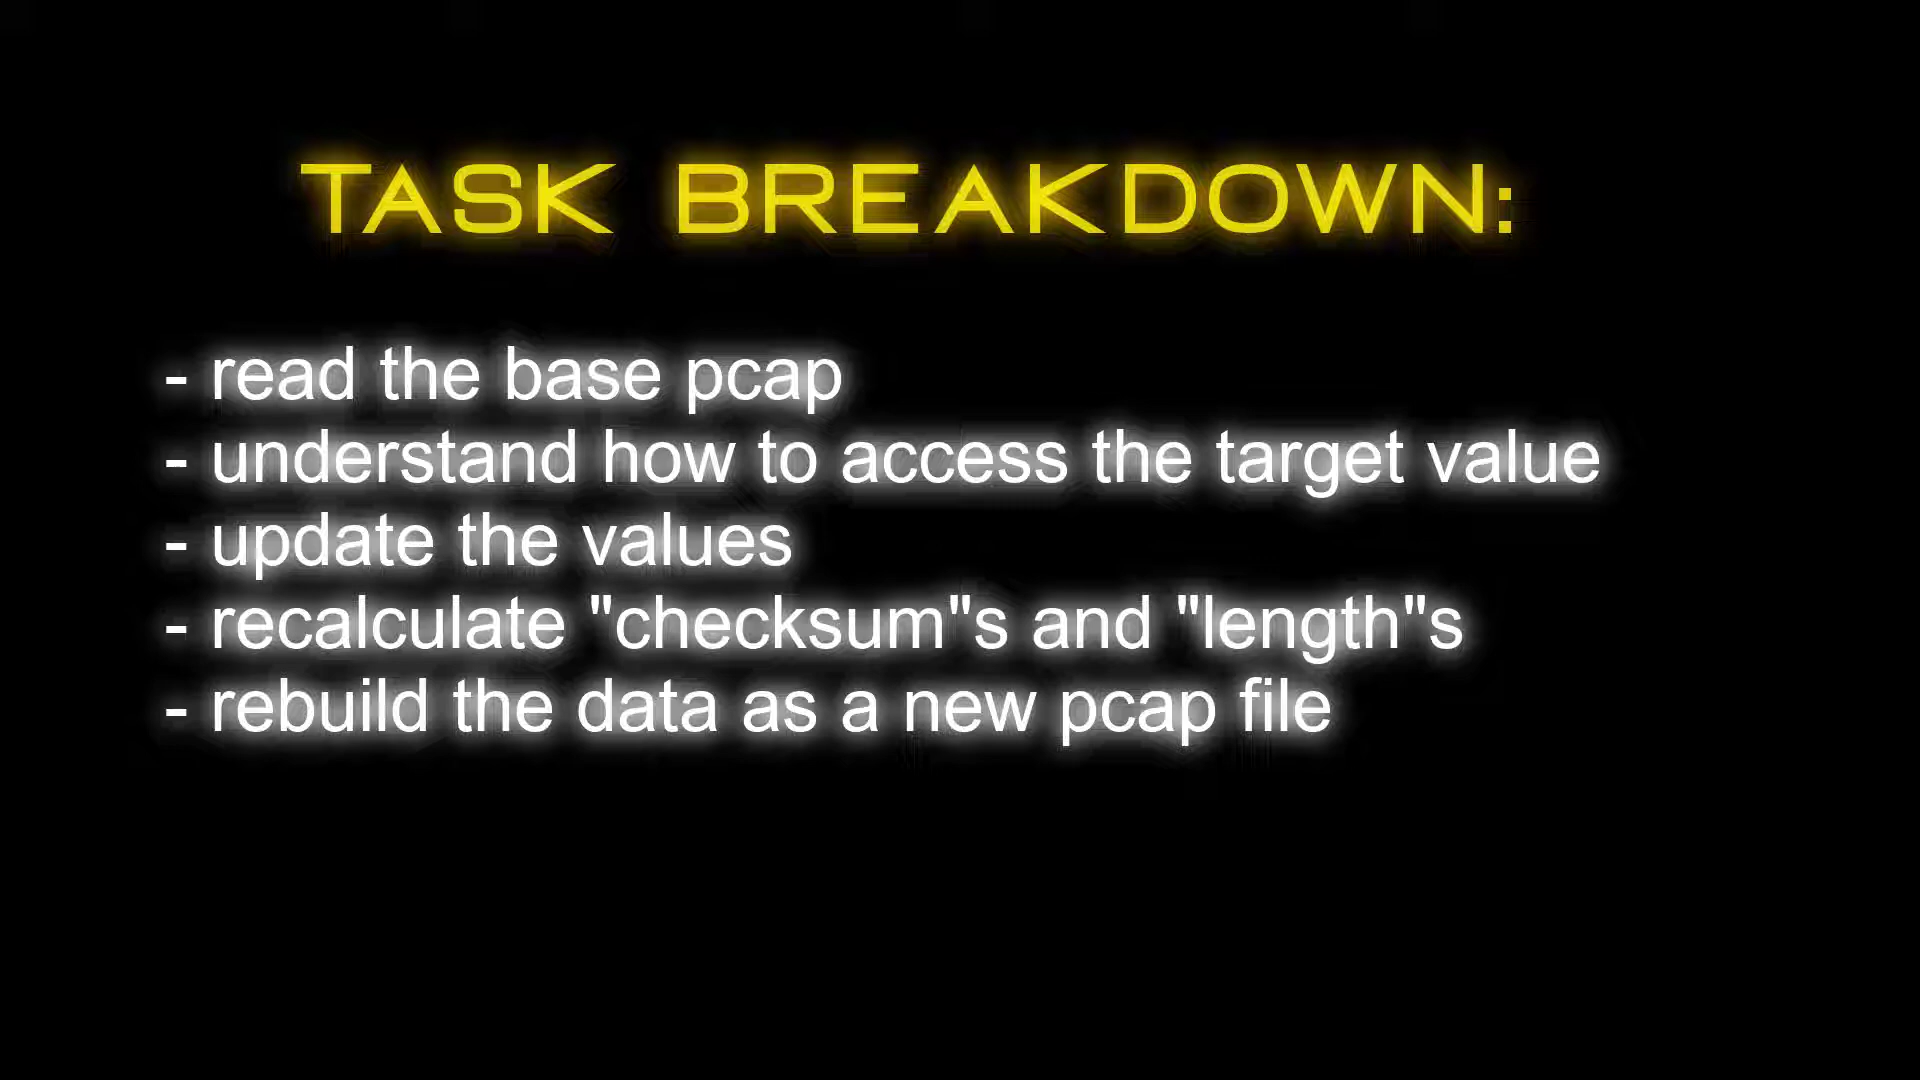 TASK BREAKDOWN:
- read the base pcap
- understand how to access the target value
- update the values
- recalculate "checksum"s and "length"s
- rebuild the data as a new pcap file